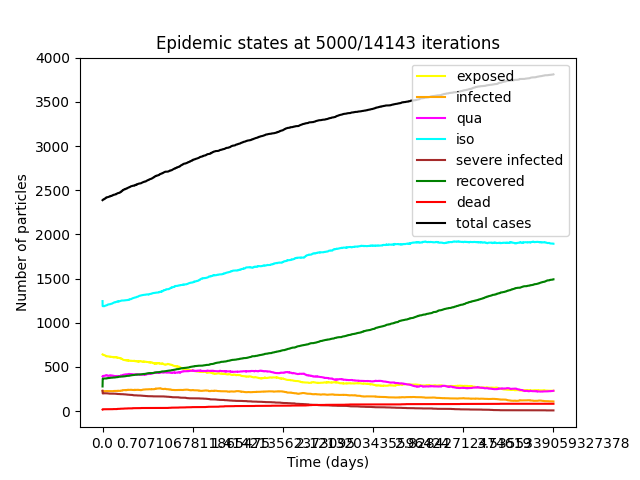 Epidemic states at 5000/14143 iterations
4000
3500
3000
2500
2000
1500
1000
500
0
Number of particles
exposed
infected
qua
iso
severe infected
recovered
dead
total cases
0.0
Time (days)